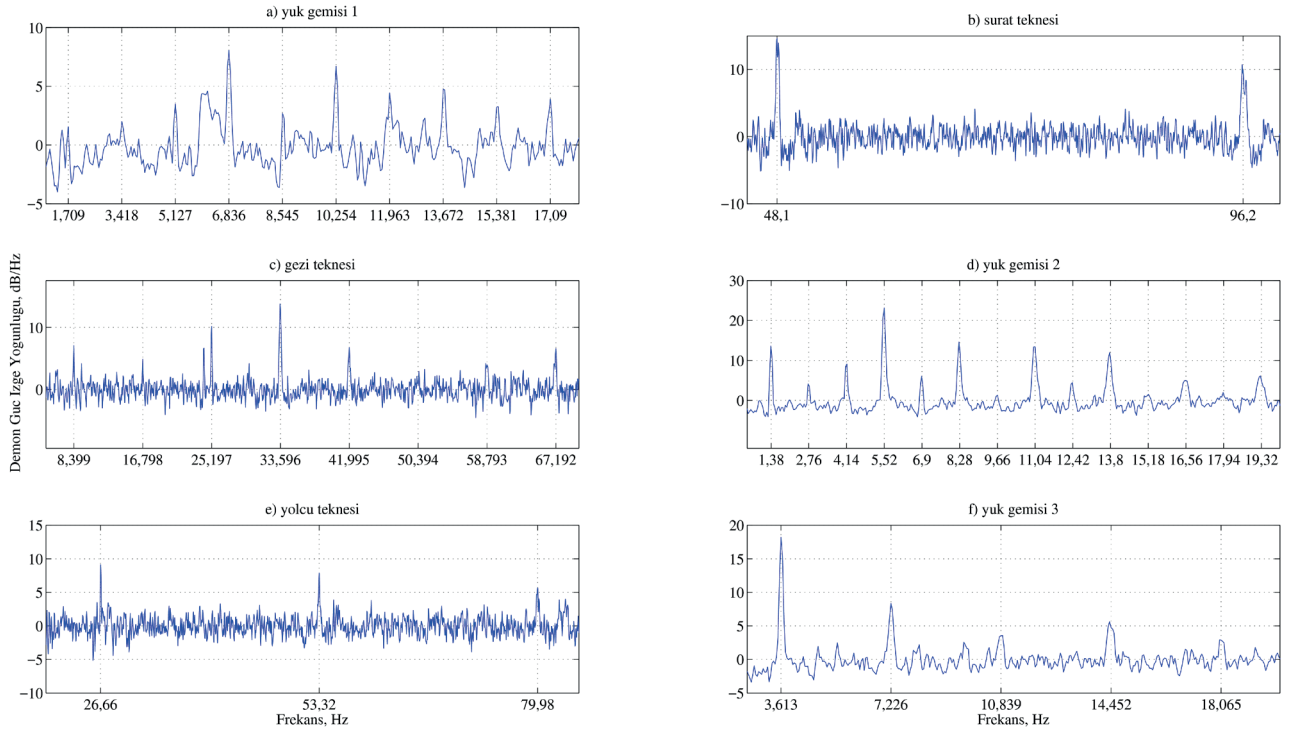 a) yuk gemisi 1
10
5
0
−5
1,709 3,418 5,127 6,836 8,545 10,254 11,963 13,672 15,381 17,09
b) surat teknesi
10
0
−10
48,1 96,2
Demon Guc Izge Yogunlugu, dB/Hz
c) gezi teknesi
10
0
8,399 16,798 25,197 33,596 41,995 50,394 58,793 67,192
d) yuk gemisi 2
30
20
10
0
1,38 2,76 4,14 5,52 6,9 8,28 9,66 11,04 12,42 13,8 15,18 16,56 17,94 19,32
e) yolcu teknesi
15
10
5
0
−5
−10
26,66 53,32 79,98
Frekans, Hz
f) yuk gemisi 3
20
15
10
5
0
−5
3,613 7,226 10,839 14,452 18,065
Frekans, Hz